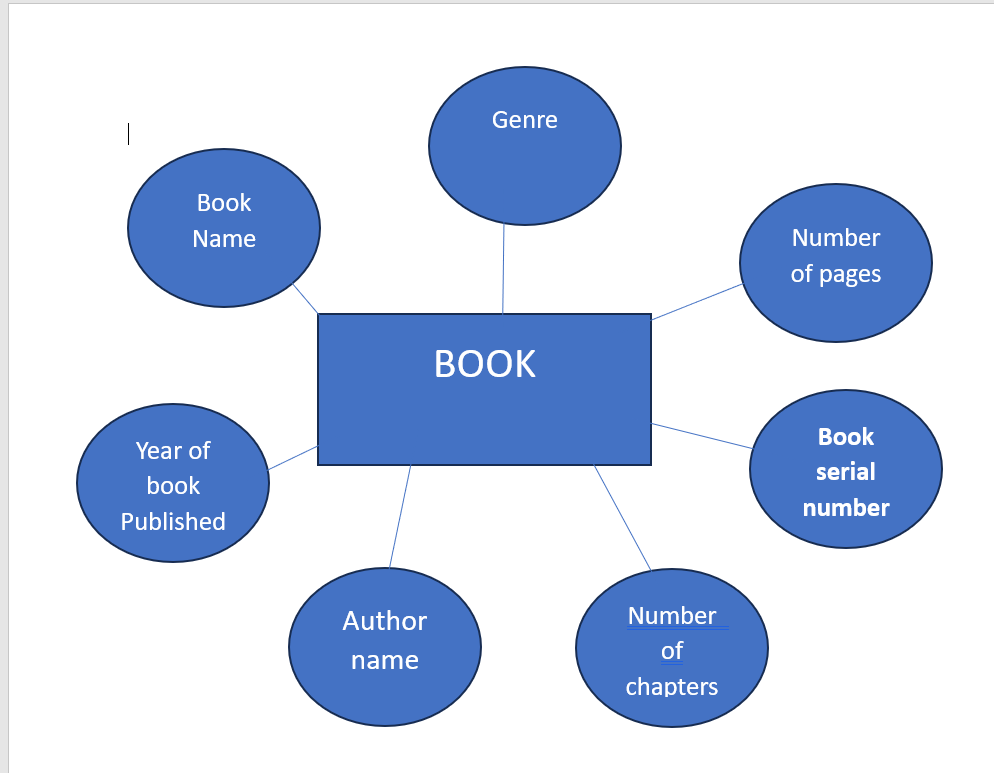 Genre
Book
Name
Number
of pages
BOOK
Book
serial
number
Year of
book
Published
Author
name
Number
of
chapters